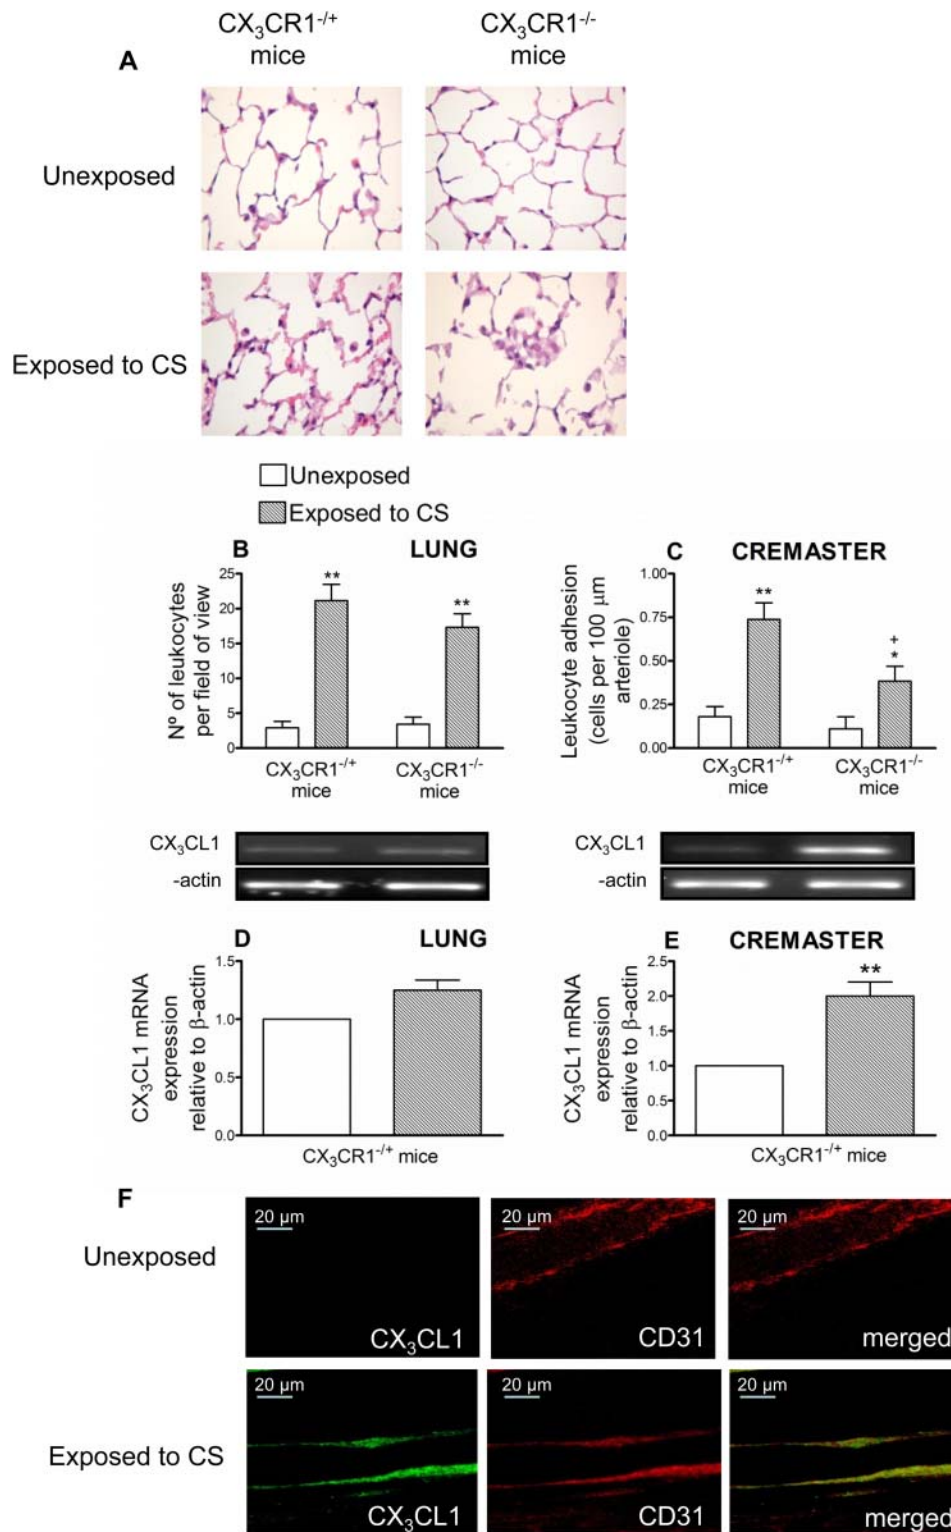 CX₃CR1⁻/⁺ mice
CX₃CR1⁻/⁻ mice
A
Unexposed
Exposed to CS
Unexposed
Exposed to CS
B
LUNG
Nº of leukocytes
per field of view
25
20
15
10
5
0
**
**
CX₃CR1⁻/⁺
mice
CX₃CR1⁻/⁻
mice
C
CREMASTER
Leukocyte adhesion
(cells per 100 μm
arteriole)
1.00
0.75
0.50
0.25
0.00
**
+
*
CX₃CR1⁻/⁺
mice
CX₃CR1⁻/⁻
mice
CX₃CL1
-actin
CX₃CL1
-actin
D
LUNG
CX₃CL1 mRNA
expression
relative to β-actin
1.5
1.0
0.5
0.0
CX₃CR1⁻/⁺ mice
E
CREMASTER
CX₃CL1 mRNA
expression
relative to β-actin
2.5
2.0
1.5
1.0
0.5
0.0
**
CX₃CR1⁻/⁺ mice
F
Unexposed
20 μm
CX₃CL1
20 μm
CD31
20 μm
merged
Exposed to CS
20 μm
CX₃CL1
20 μm
CD31
20 μm
merged